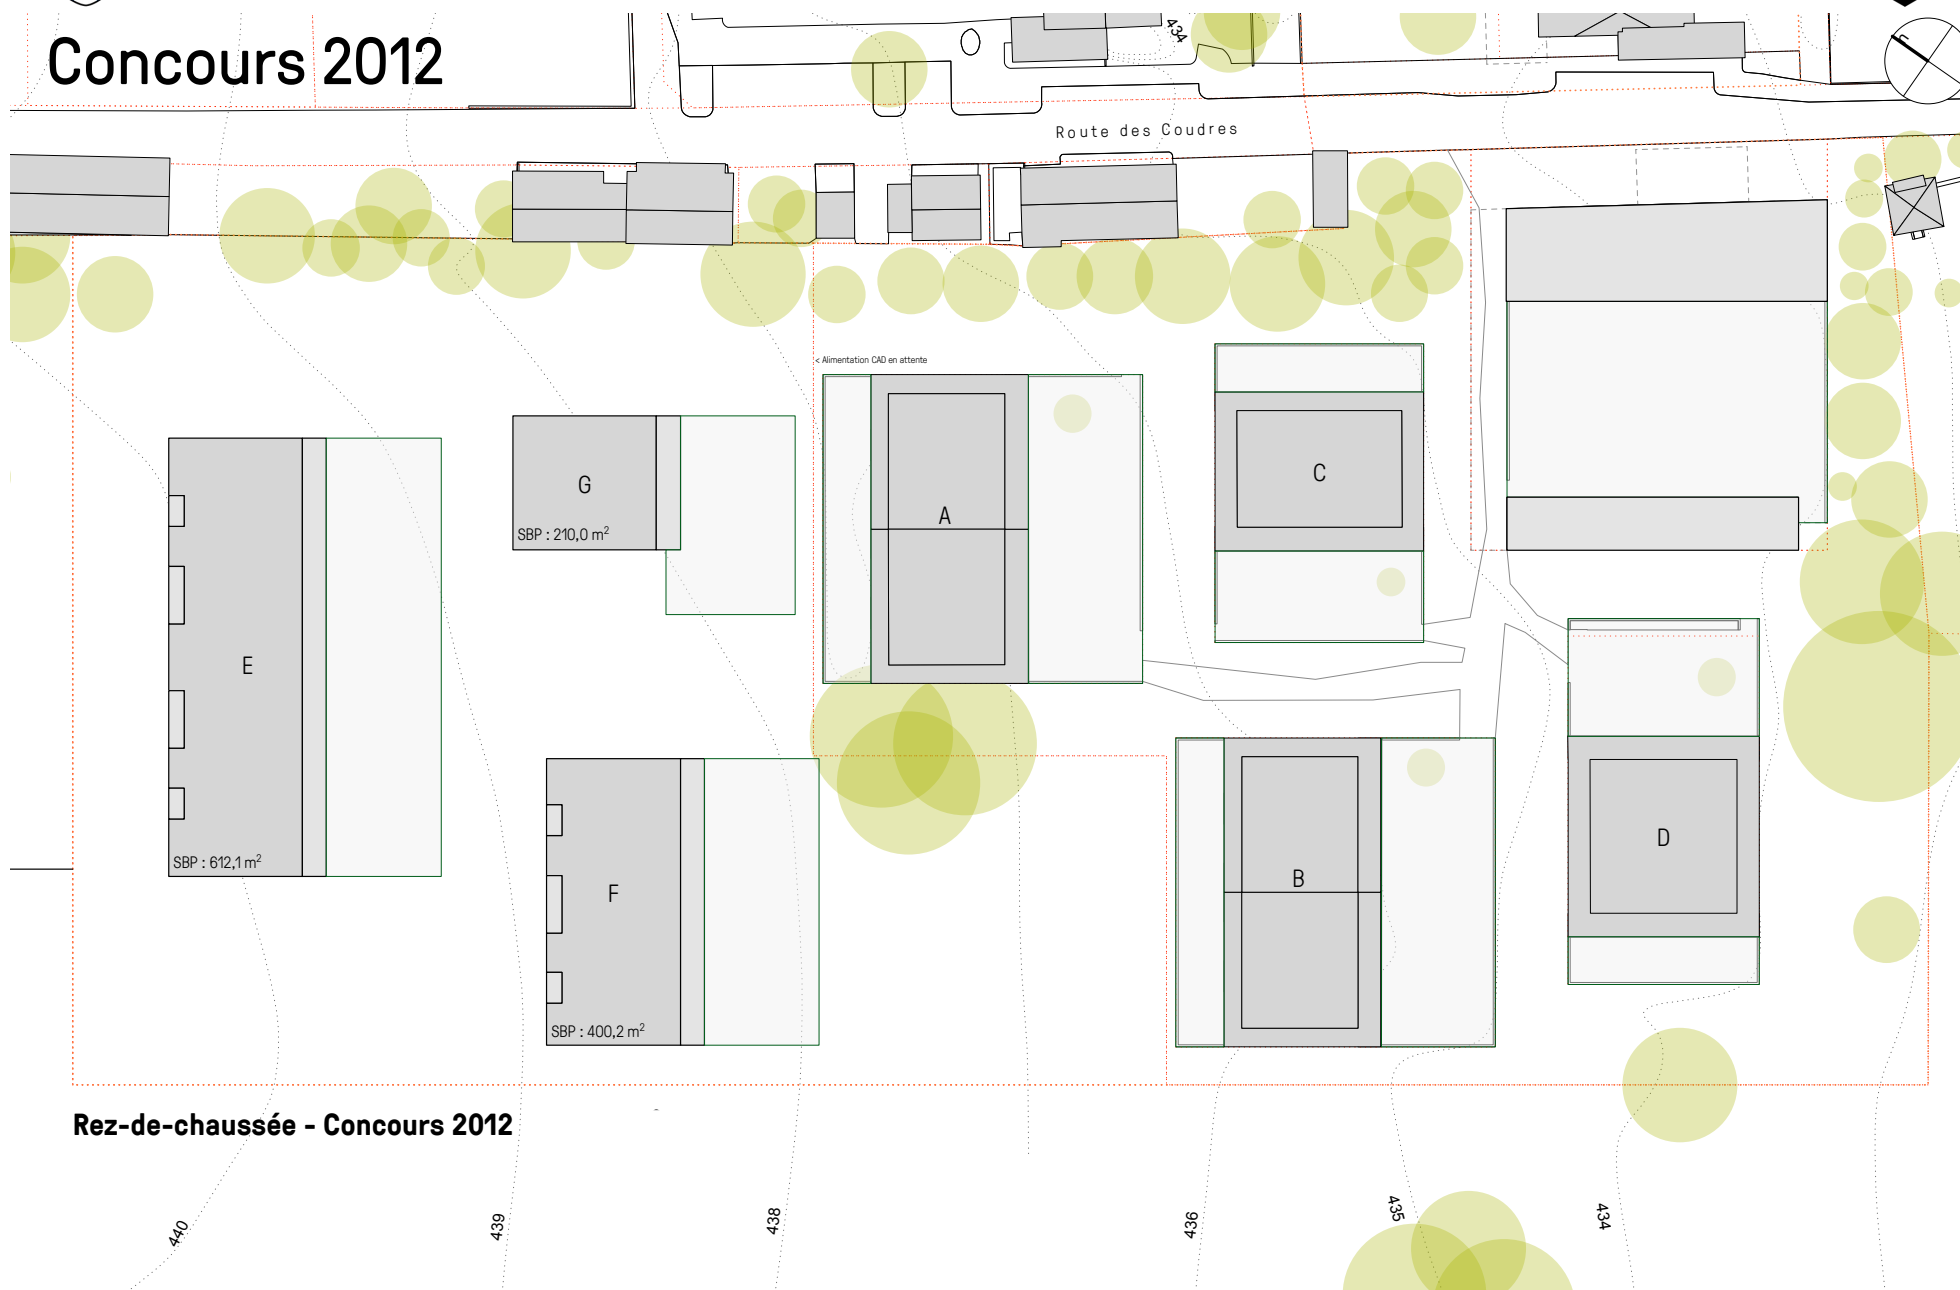 Concours 2012
434
Route des Coudres
< Alimentation CAD en attente
C
G
A
SBP : 210,0 m²
E
D
SBP : 612,1 m²
B
F
SBP : 400,2 m²
Rez-de-chaussée - Concours 2012
440
439
438
436
435
434